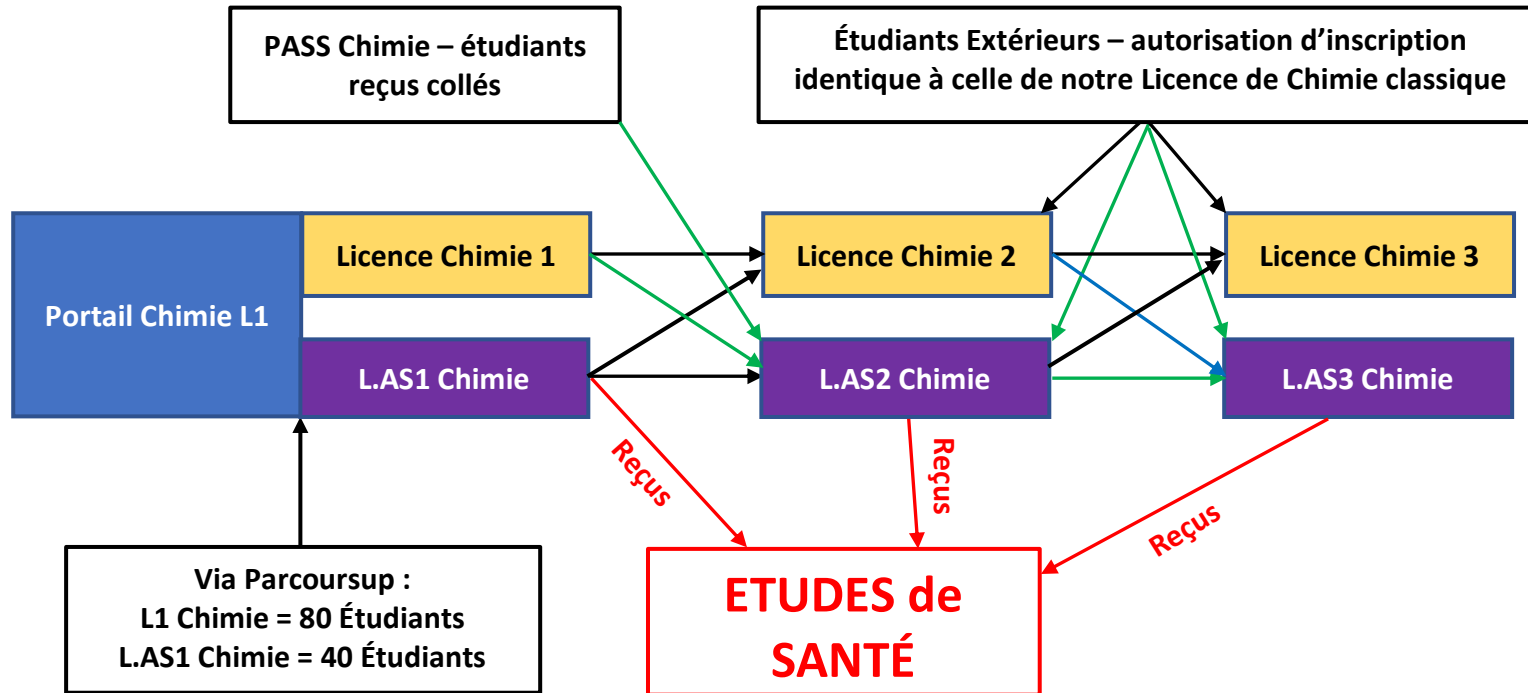 PASS Chimie – étudiants
reçus collés
Étudiants Extérieurs – autorisation d’inscription
identique à celle de notre Licence de Chimie classique
Portail Chimie L1
Licence Chimie 1
Licence Chimie 2
Licence Chimie 3
L.AS1 Chimie
L.AS2 Chimie
L.AS3 Chimie
Reçus
Reçus
Reçus
Via Parcoursup :
L1 Chimie = 80 Étudiants
L.AS1 Chimie = 40 Étudiants
ETUDES de
SANTÉ